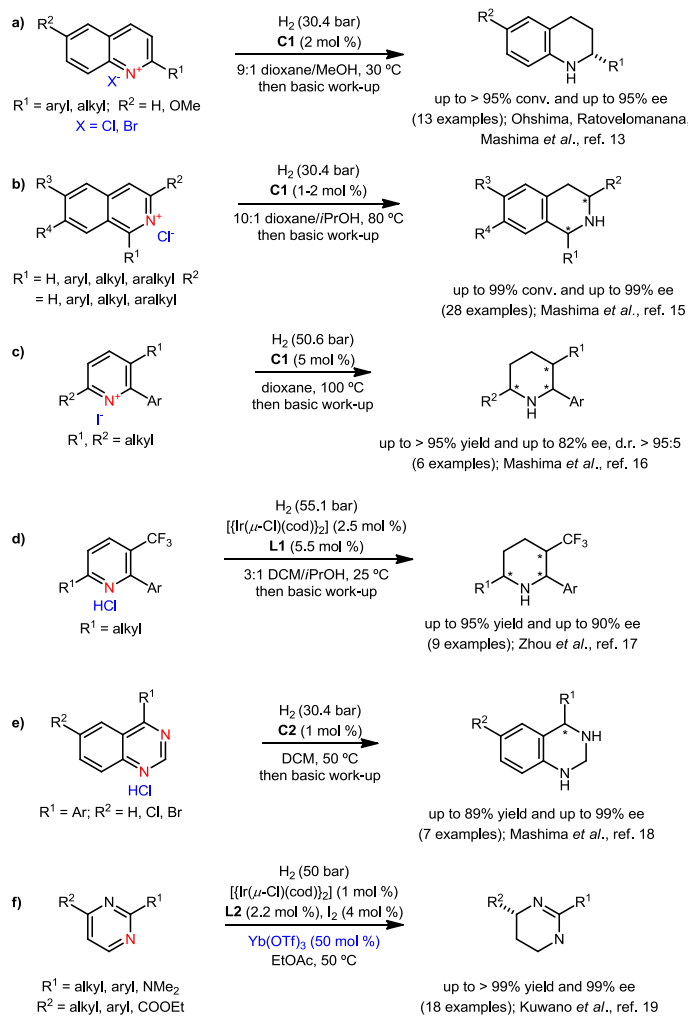 a)
R2
X-
N+
R1
R1 = aryl, alkyl; R2 = H, OMe
X = Cl, Br
H2 (30.4 bar)
C1 (2 mol %)
9:1 dioxane/MeOH, 30 ºC
then basic work-up
R2
N
H
R1
up to > 95% conv. and up to 95% ee
(13 examples); Ohshima, Ratovelomanana,
Mashima et al., ref. 13
b)
R3
R2
R4
N+
Cl-
R1
R1 = H, aryl, alkyl, aralkyl R2
= H, aryl, alkyl, aralkyl
H2 (30.4 bar)
C1 (1-2 mol %)
10:1 dioxane/iPrOH, 80 ºC
then basic work-up
R3
R2
*
NH
R4
*
R1
up to 99% conv. and up to 99% ee
(28 examples); Mashima et al., ref. 15
c)
R1
R2
N+
Ar
I-
R1, R2 = alkyl
H2 (50.6 bar)
C1 (5 mol %)
dioxane, 100 ºC
then basic work-up
R1
*
* *
R2
N
H
Ar
up to > 95% yield and up to 82% ee, d.r. > 95:5
(6 examples); Mashima et al., ref. 16
d)
CF3
R1
N
Ar
HCl
R1 = alkyl
H2 (55.1 bar)
[{Ir(μ-Cl)(cod)}2] (2.5 mol %)
L1 (5.5 mol %)
3:1 DCM/iPrOH, 25 ºC
then basic work-up
CF3
*
* *
R1
N
H
Ar
up to 95% yield and up to 90% ee
(9 examples); Zhou et al., ref. 17
e)
R1
R2
N
N
HCl
R1 = Ar; R2 = H, Cl, Br
H2 (30.4 bar)
C2 (1 mol %)
DCM, 50 ºC
then basic work-up
R1
R2
*
NH
N
H
up to 89% yield and up to 99% ee
(7 examples); Mashima et al., ref. 18
f)
R2
N
R1
N
R1 = alkyl, aryl, NMe2
R2 = alkyl, aryl, COOEt
H2 (50 bar)
[{Ir(μ-Cl)(cod)}2] (1 mol %)
L2 (2.2 mol %), I2 (4 mol %)
Yb(OTf)3 (50 mol %)
EtOAc, 50 ºC
R2
N
R1
N
up to > 99% yield and 99% ee
(18 examples); Kuwano et al., ref. 19